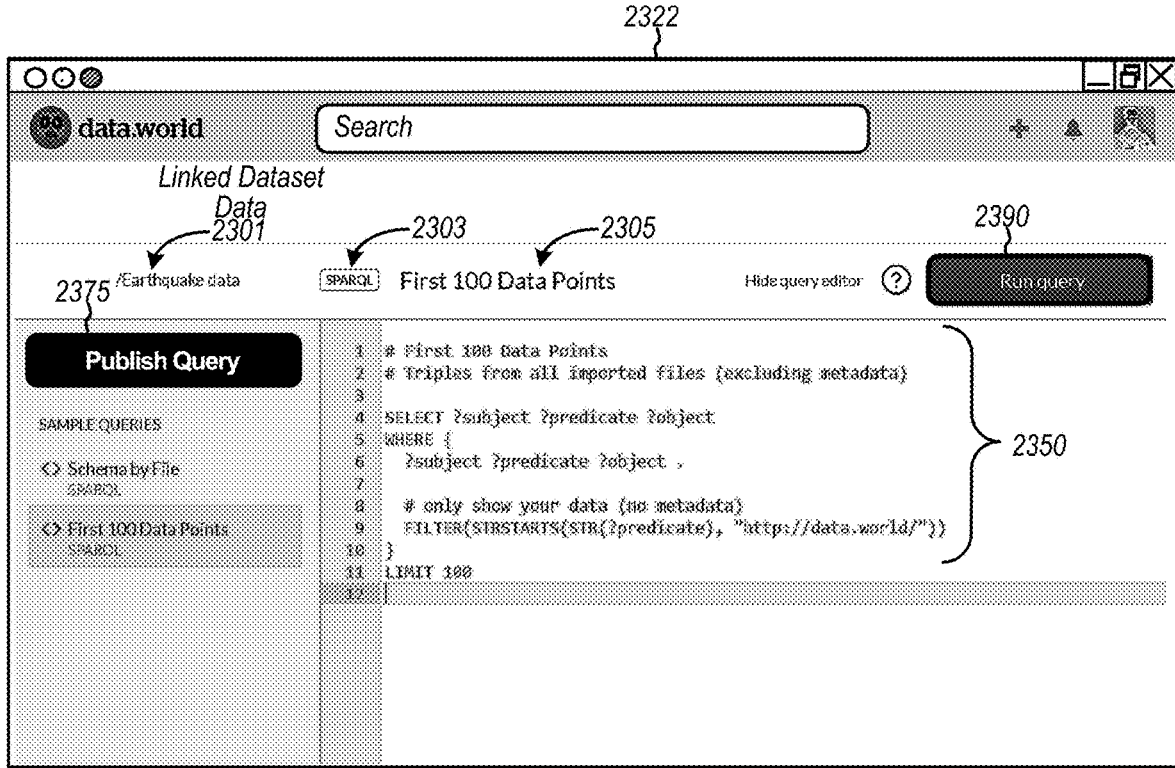 2322
data.world
Search
Linked Dataset
Data
2301
2303
2305
2390
2375
/Earthquake data
SPARQL
First 100 Data Points
Hide query editor
?
Run query
Publish Query
SAMPLE QUERIES
<> Schema by File
SPARQL
<> First 100 Data Points
SPARQL
1 # First 100 Data Points
2 # Triples from all imported files (excluding metadata)
3
4 SELECT ?subject ?predicate ?object
5 WHERE {
6 ?subject ?predicate ?object .
7
8 # only show your data (no metadata)
9 FILTER(STRSTARTS(STR(?predicate), "http://data.world/"))
10 }
11 LIMIT 100
12
2350